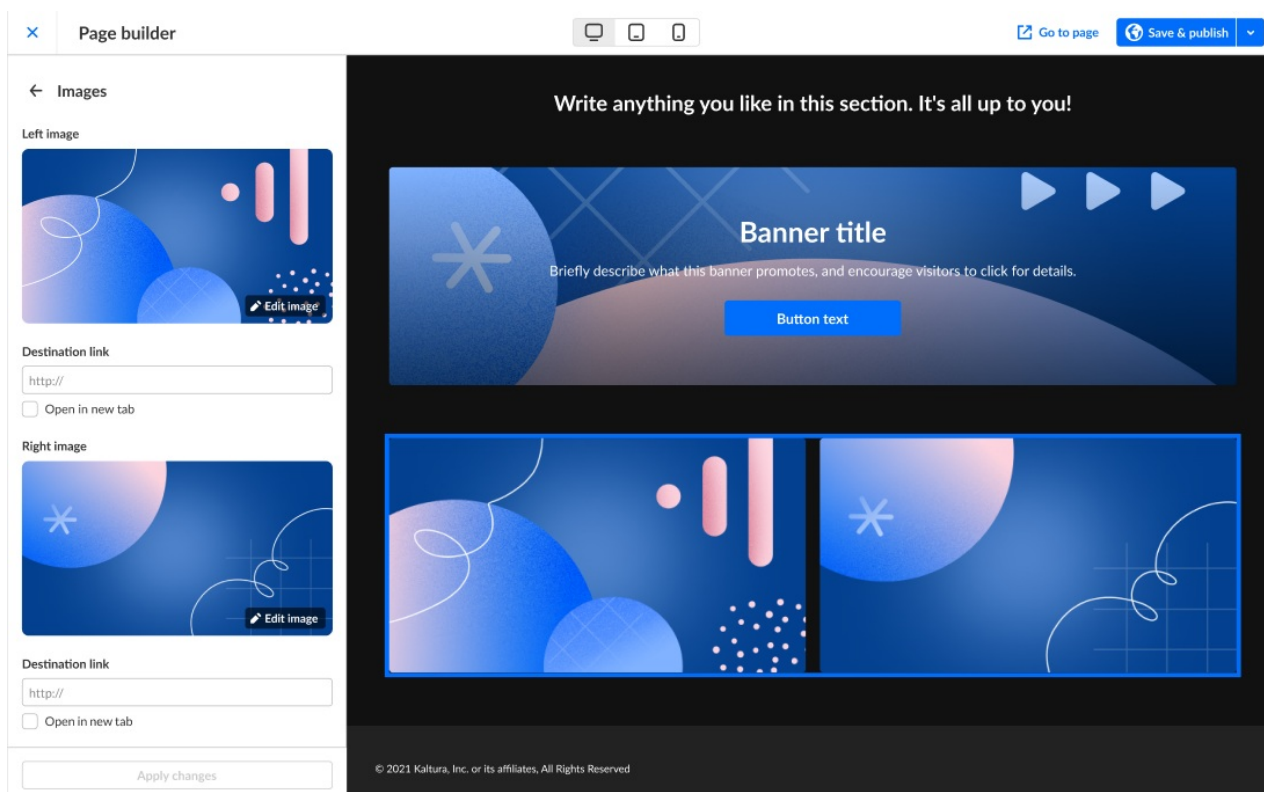 Page builder
Go to page
Save & publish
Images
Left image
Edit image
Destination link
http://
Open in new tab
Right image
Edit image
Destination link
http://
Open in new tab
Apply changes
Write anything you like in this section. It's all up to you!
Banner title
Briefly describe what this banner promotes, and encourage visitors to click for details.
Button text
© 2021 Kaltura, Inc. or its affiliates, All Rights Reserved